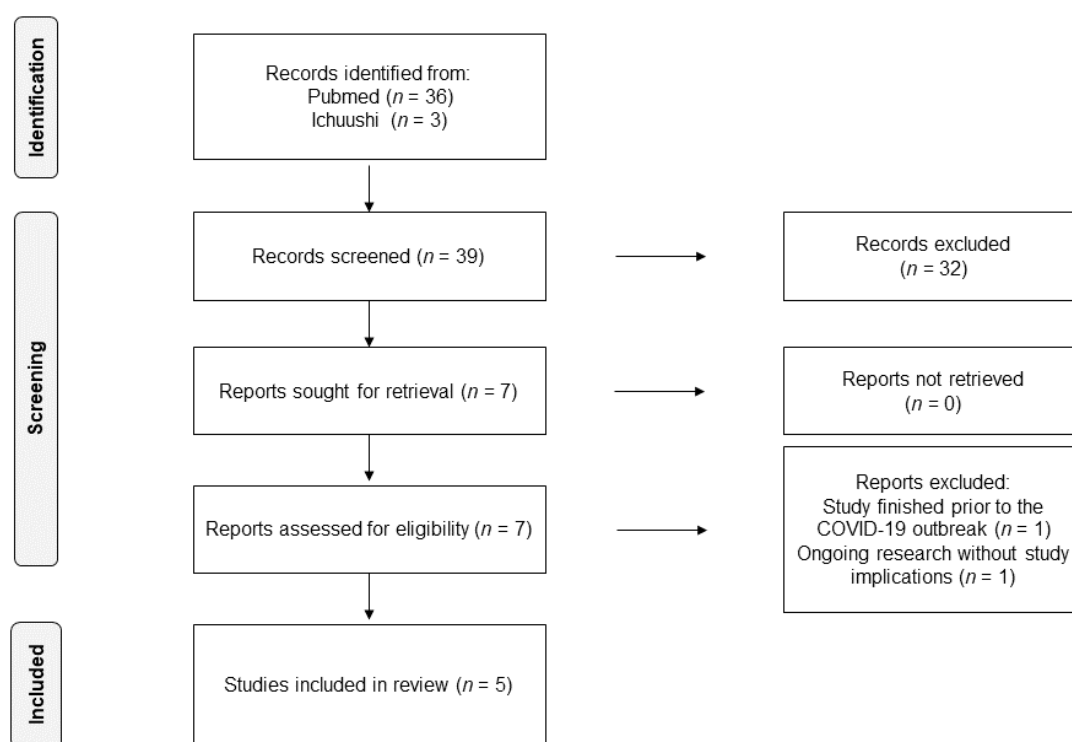 Identification
Records identified from:
Pubmed (n = 36)
Ichuushi (n = 3)
Screening
Records screened (n = 39)
Records excluded
(n = 32)
Reports sought for retrieval (n = 7)
Reports not retrieved
(n = 0)
Reports assessed for eligibility (n = 7)
Reports excluded:
Study finished prior to the
COVID-19 outbreak (n = 1)
Ongoing research without study
implications (n = 1)
Included
Studies included in review (n = 5)